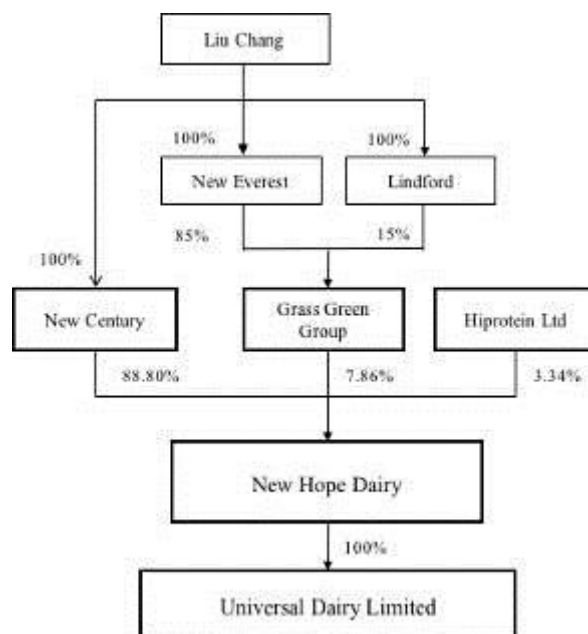 Liu Chang
100%
100%
New Everest
Lindford
85%
15%
100%
New Century
Grass Green
Group
Hiprotein Ltd
88.80%
7.86%
3.34%
New Hope Dairy
100%
Universal Dairy Limited